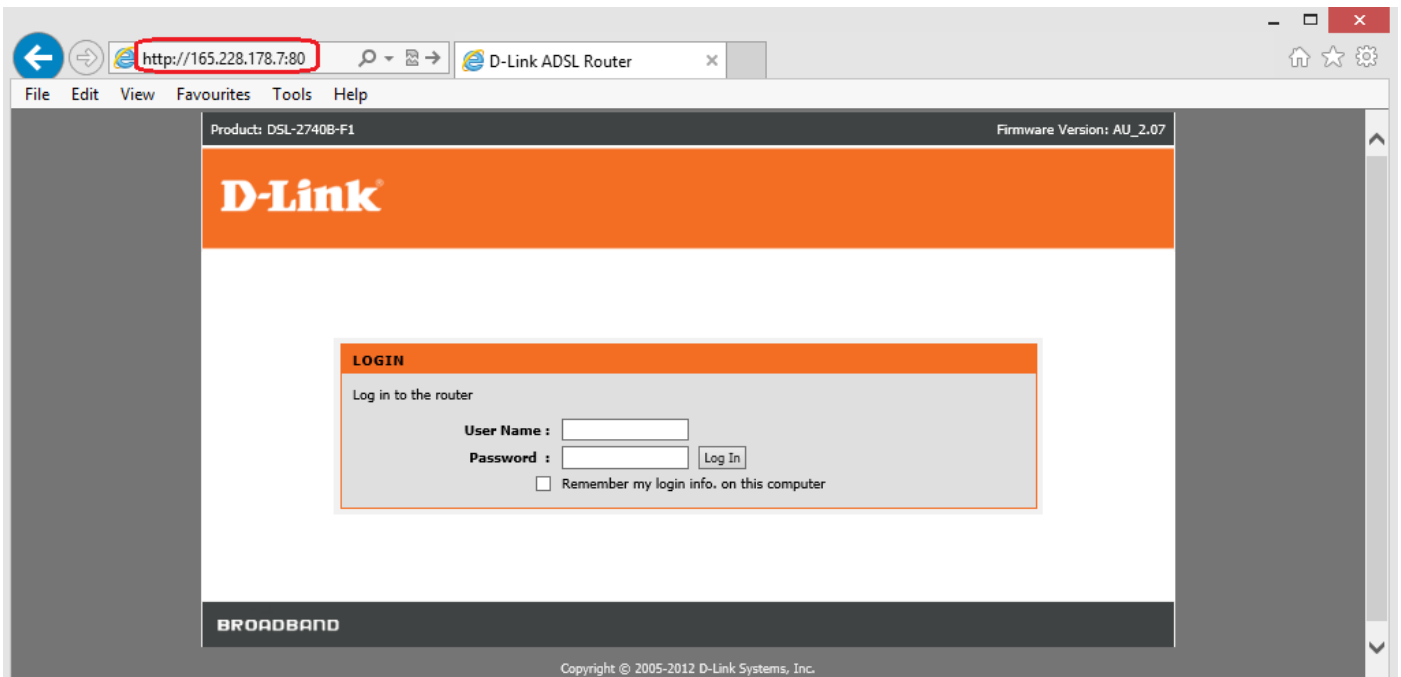 http://165.228.178.7:80
D-Link ADSL Router
File Edit View Favourites Tools Help
Product: DSL-2740B-F1 Firmware Version: AU_2.07
D-Link®
LOGIN
Log in to the router
User Name :
Password : Log In
Remember my login info. on this computer
BROADBAND
Copyright © 2005-2012 D-Link Systems, Inc.